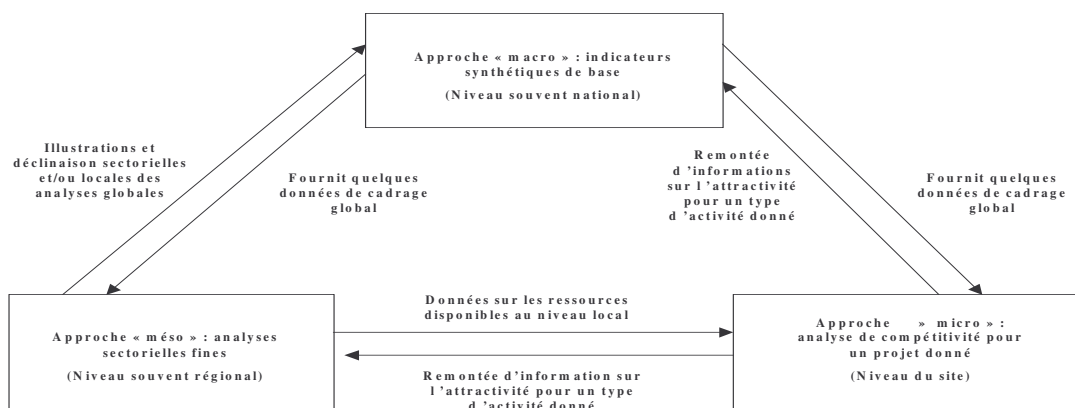 Approche « macro » : indicateurs
synthétiques de base
(Niveau souvent national)
Illustrations et
déclinaison sectorielles
et/ou locales des
analyses globales
Fournit quelques
données de cadrage
global
Remontée
d ’informations
sur l ’attractivité
pour un type
d ’activité donné
Fournit quelques
données de cadrage
global
Données sur les ressources
disponibles au niveau local
Approche « méso » : analyses
sectorielles fines
(Niveau souvent régional)
Approche » micro » :
analyse de compétitivité pour
un projet donné
(Niveau du site)
Remontée d’information sur
l ’attractivité pour un type
d ’activité donné